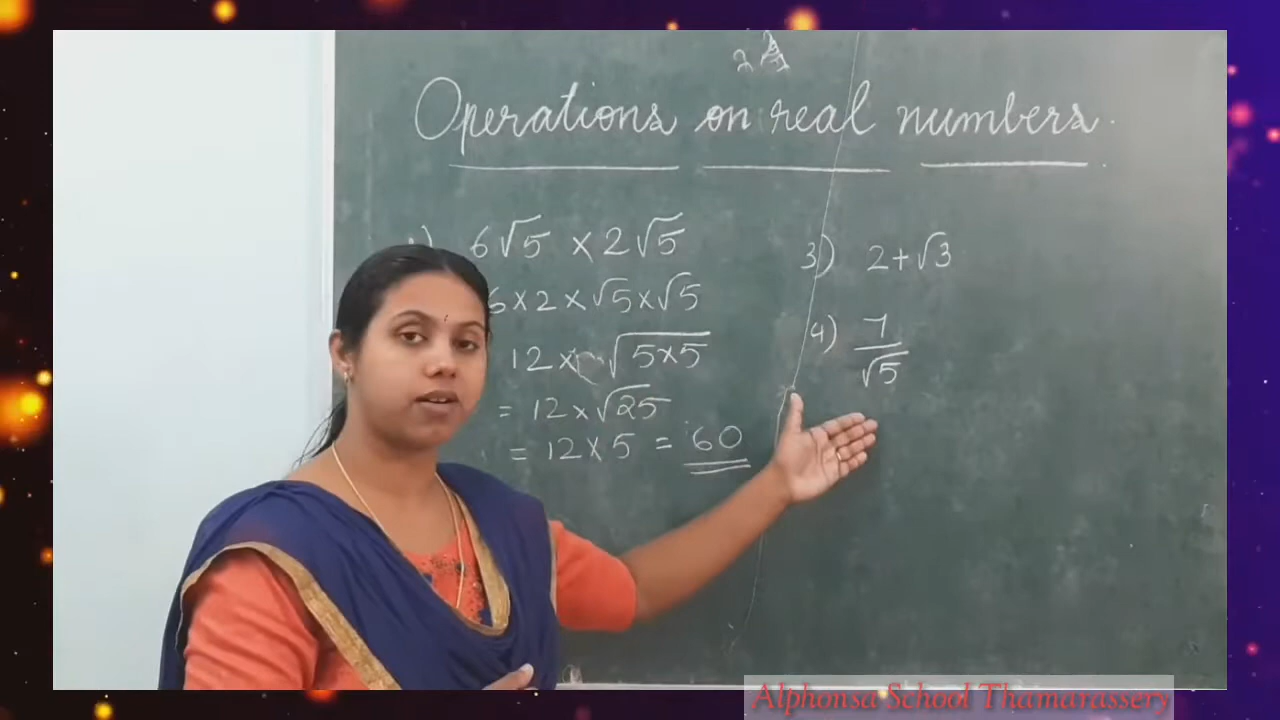 Operations on real numbers.
1) 6√5 × 2√5
6×2×√5×√5
12× √5×5
= 12×√25
= 12×5 = 60
3) 2+√3
4) 7/√5
Alphonsa School Thamarassery